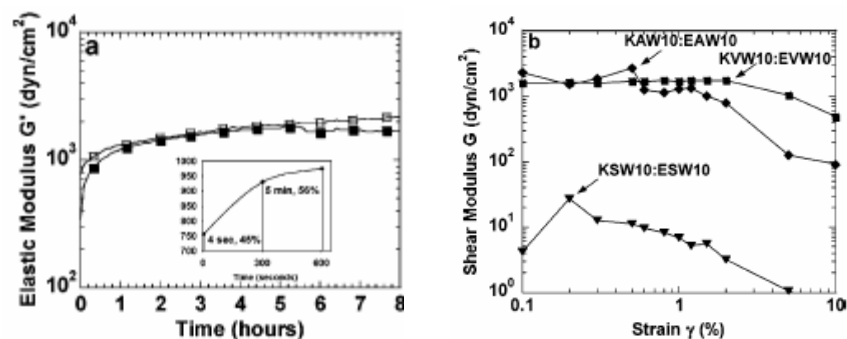 a
Elastic Modulus G' (dyn/cm²)
10⁴
10³
10²
0 1 2 3 4 5 6 7 8
Time (hours)
1000
950
900
850
800
750
700
5 min, 56%
4 sec, 45%
0 300 600
Time (seconds)
b
Shear Modulus G (dyn/cm²)
10⁴
10³
10²
10¹
10⁰
KAW10:EAW10
KVW10:EVW10
KSW10:ESW10
0.1 1 10
Strain γ (%)